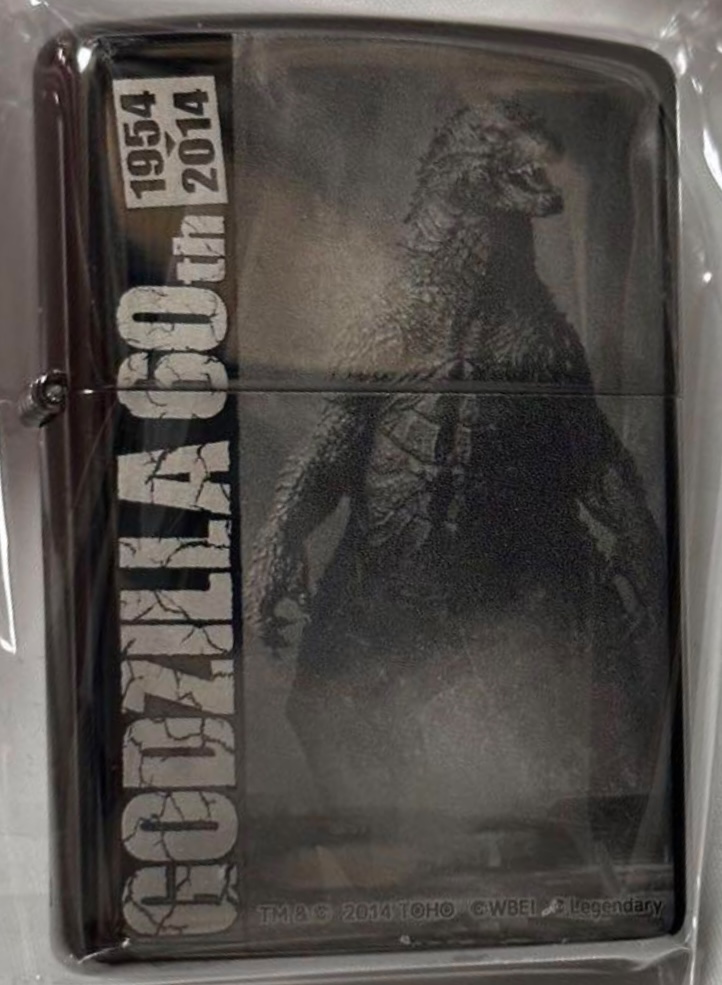 GODZILLA 60th
1954
2014
TM & © 2014 TOHO ©WBEI © Legendary